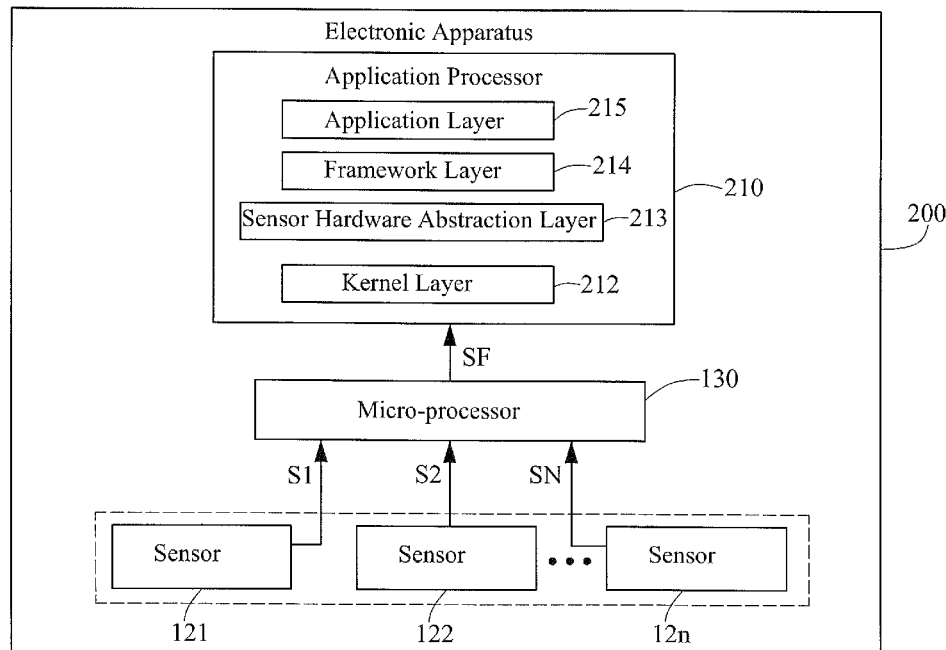 Electronic Apparatus
Application Processor
Application Layer
215
Framework Layer
214
210
Sensor Hardware Abstraction Layer
213
200
Kernel Layer
212
SF
130
Micro-processor
S1
S2
SN
Sensor
Sensor
Sensor
121
122
12n